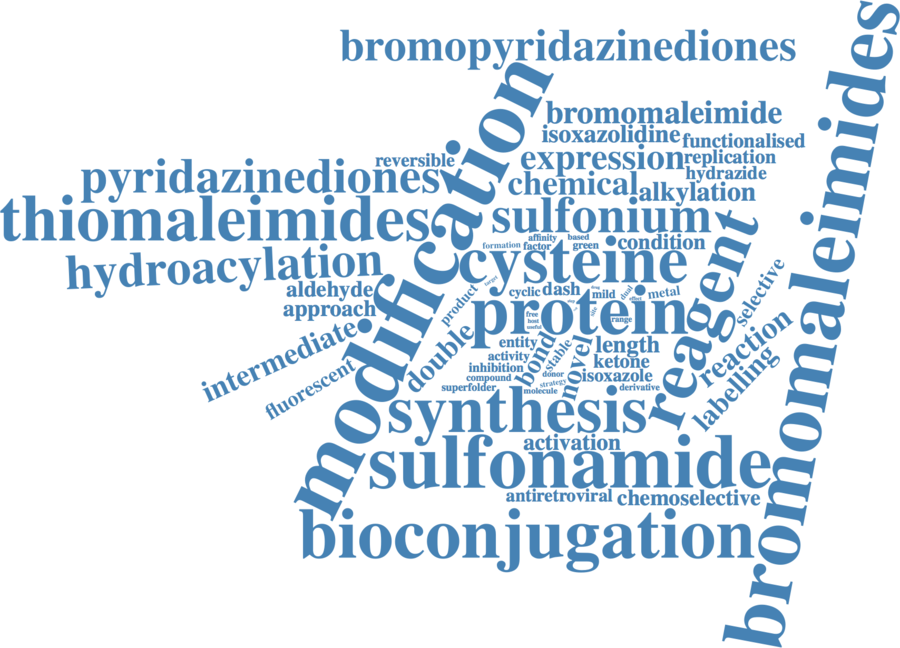 bromopyridazinediones
bromomaleimides
modification
bromomaleimide
isoxazolidine
functionalised
reversible
expression
replication
pyridazinediones
hydrazide
chemical
alkylation
thiomaleimides
sulfonium
reagent
affinity
based
formation
factor
green
condition
hydroacylation
cysteine
selective
aldehyde
product
cyclic
dash
mild
dual
metal
approach
protein
free
range
intermediate
double
entity
bond
stable
novel
length
reaction
activity
ketone
fluorescent
inhibition
labelling
compound
donor
isoxazole
superfolder
strategy
molecule
derivative
synthesis
activation
sulfonamide
antiretroviral
chemoselective
bioconjugation
useful